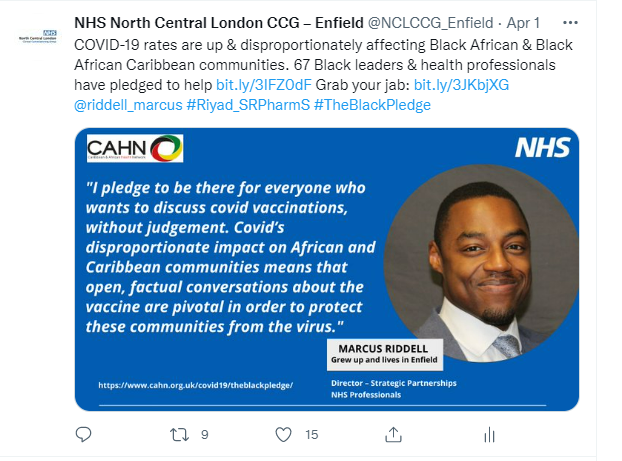 NHS North Central London CCG – Enfield @NCLCCG_Enfield · Apr 1 ...
COVID-19 rates are up & disproportionately affecting Black African & Black
African Caribbean communities. 67 Black leaders & health professionals
have pledged to help bit.ly/3IFZ0dF Grab your jab: bit.ly/3JKbjXG
@riddell_marcus #Riyad_SRPharmS #TheBlackPledge
CAHN
Caribbean & African Health Network
NHS
"I pledge to be there for everyone who
wants to discuss covid vaccinations,
without judgement. Covid's
disproportionate impact on African and
Caribbean communities means that
open, factual conversations about the
vaccine are pivotal in order to protect
these communities from the virus."
MARCUS RIDDELL
Grew up and lives in Enfield
https://www.cahn.org.uk/covid19/theblackpledge/
Director – Strategic Partnerships
NHS Professionals
9
15